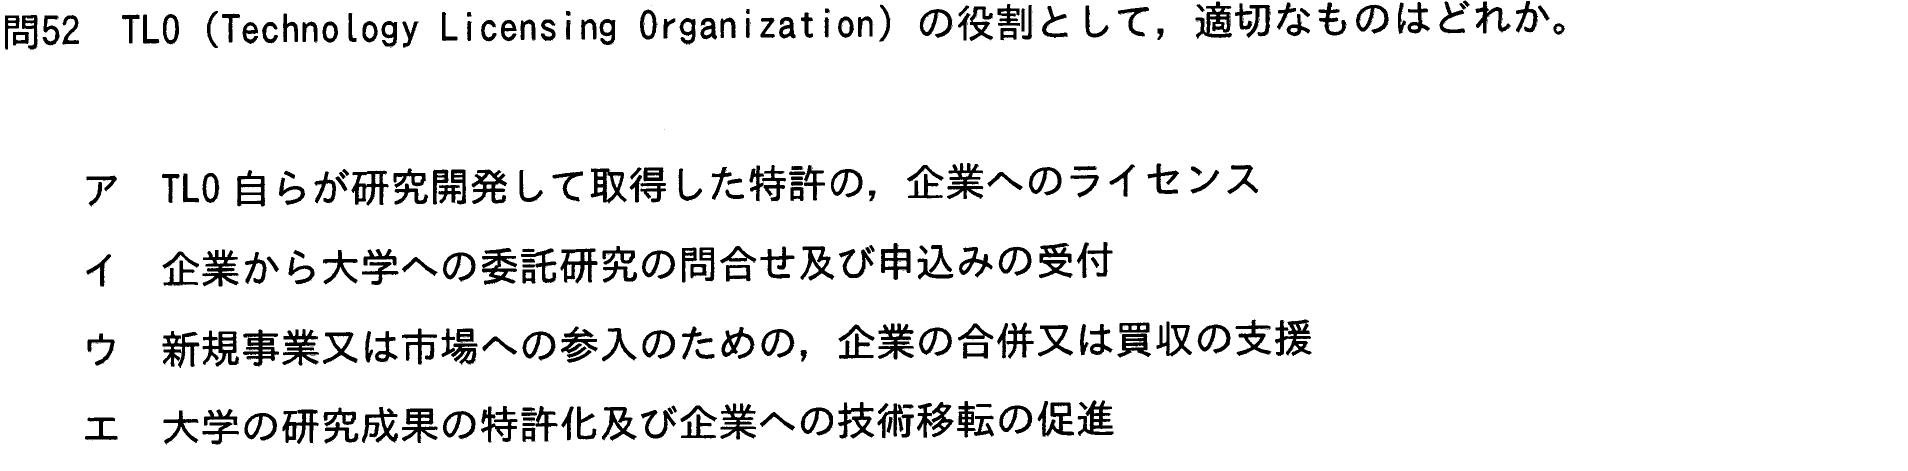 問52 TLO (Technology Licensing Organization) の役割として，適切なものはどれか。
ア TLO 自らが研究開発して取得した特許の，企業へのライセンス
イ 企業から大学への委託研究の問合せ及び申込みの受付
ウ 新規事業又は市場への参入のための，企業の合併又は買収の支援
エ 大学の研究成果の特許化及び企業への技術移転の促進